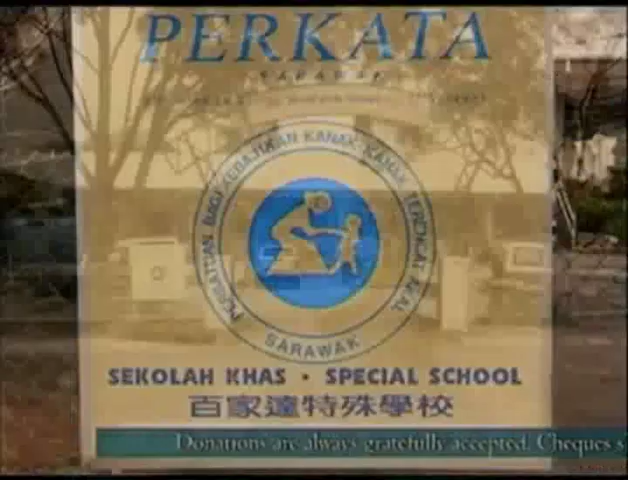 PERKATA
SARAWAK
PERSATUAN BAGI KEBAJIKAN KANAK-KANAK TERENCAT AKAL
SARAWAK
SEKOLAH KHAS • SPECIAL SCHOOL
百家達特殊學校
Donations are always gratefully accepted. Cheques s